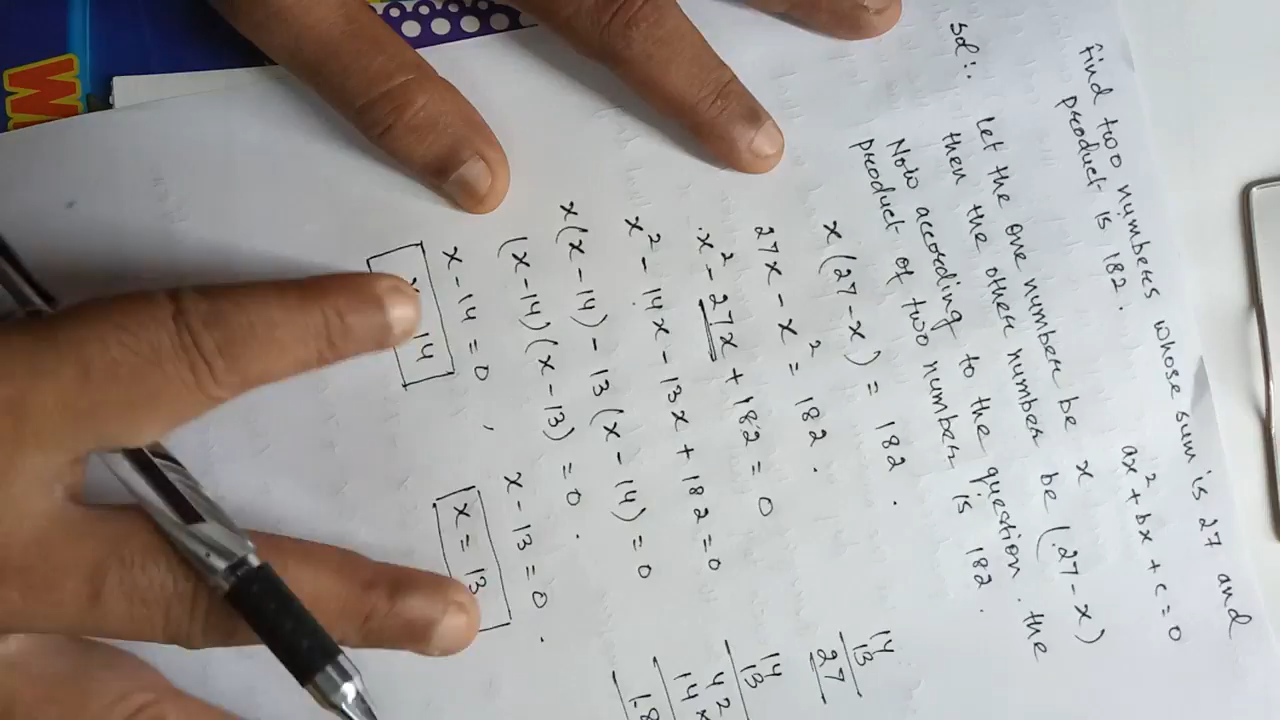 Find two numbers whose sum is 27 and
product is 182.
ax² + bx + c = 0
Sol:. Let the one number be x
then the other number be (27 - x)
Now according to the question. the
product of two numbers is 182.
x(27 - x) = 182.
27x - x² = 182.
x² - 27x + 182 = 0
x² - 14x - 13x + 182 = 0
x(x - 14) - 13(x - 14) = 0
(x - 14)(x - 13) = 0.
x - 14 = 0, x - 13 = 0.
14 x = 13
14
13
27
14
13
42
14x
18
W